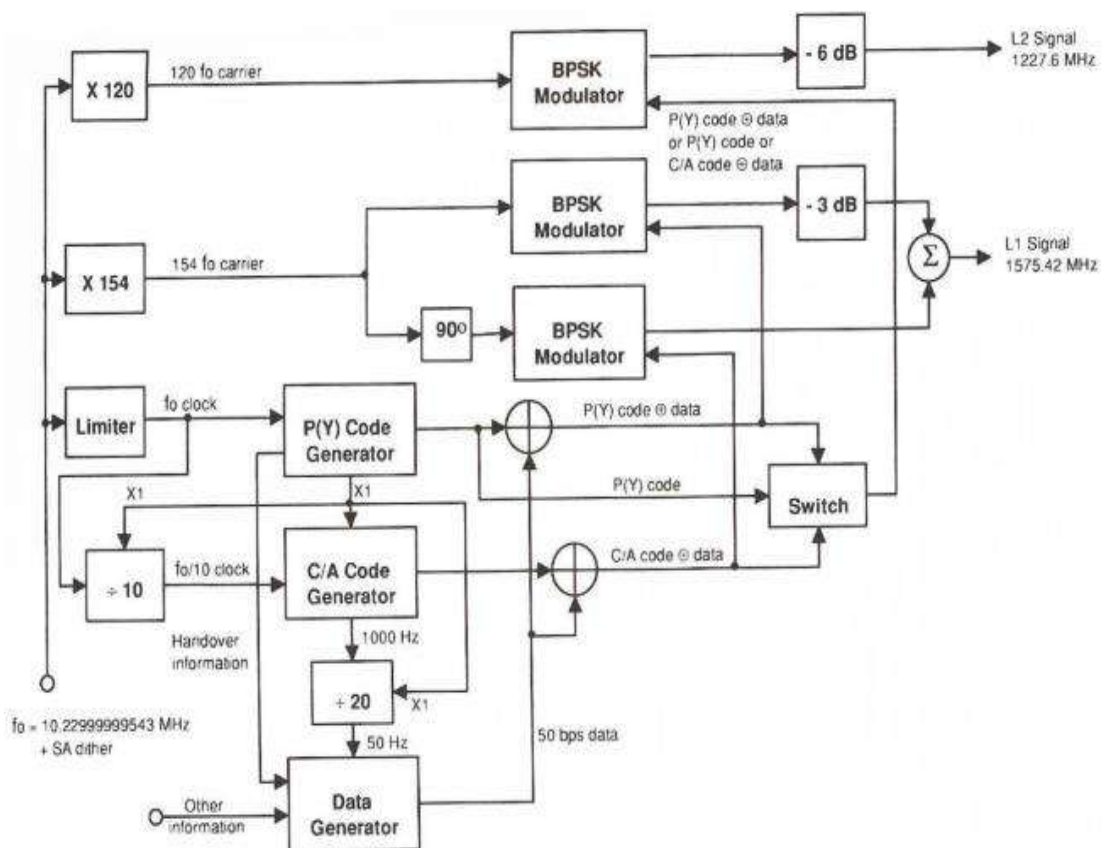 120 fo carrier
X 120
BPSK
Modulator
- 6 dB
L2 Signal
1227.6 MHz
P(Y) code ⊕ data
or P(Y) code or
C/A code ⊕ data
154 fo carrier
X 154
BPSK
Modulator
- 3 dB
Σ
L1 Signal
1575.42 MHz
90º
BPSK
Modulator
Limiter
fo clock
P(Y) Code
Generator
P(Y) code ⊕ data
X1
X1
P(Y) code
Switch
÷ 10
fo/10 clock
C/A Code
Generator
C/A code ⊕ data
Handover
information
1000 Hz
÷ 20
X1
fo = 10.22999999543 MHz
+ SA dither
50 Hz
50 bps data
Other
information
Data
Generator